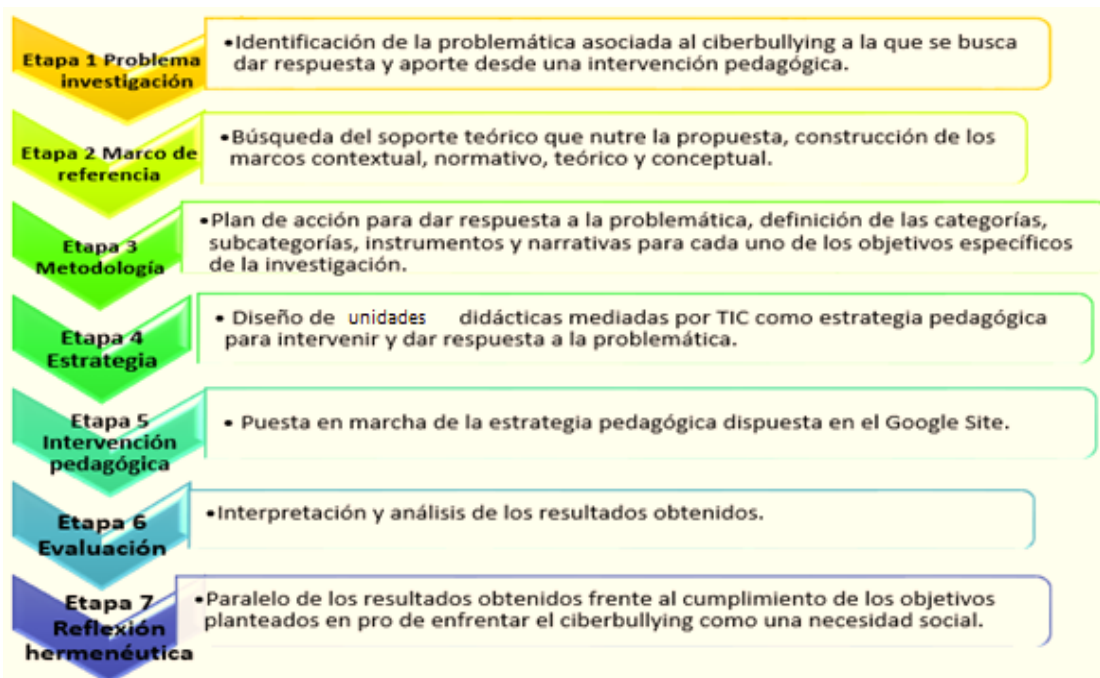 Etapa 1 Problema
investigación
•Identificación de la problemática asociada al ciberbullying a la que se busca
dar respuesta y aporte desde una intervención pedagógica.
Etapa 2 Marco de
referencia
•Búsqueda del soporte teórico que nutre la propuesta, construcción de los
marcos contextual, normativo, teórico y conceptual.
Etapa 3
Metodología
•Plan de acción para dar respuesta a la problemática, definición de las categorías,
subcategorías, instrumentos y narrativas para cada uno de los objetivos específicos
de la investigación.
Etapa 4
Estrategia
• Diseño de unidades didácticas mediadas por TIC como estrategia pedagógica
para intervenir y dar respuesta a la problemática.
Etapa 5
Intervención
pedagógica
• Puesta en marcha de la estrategia pedagógica dispuesta en el Google Site.
Etapa 6
Evaluación
•Interpretación y análisis de los resultados obtenidos.
Etapa 7
Reflexión
hermenéutica
•Paralelo de los resultados obtenidos frente al cumplimiento de los objetivos
planteados en pro de enfrentar el ciberbullying como una necesidad social.